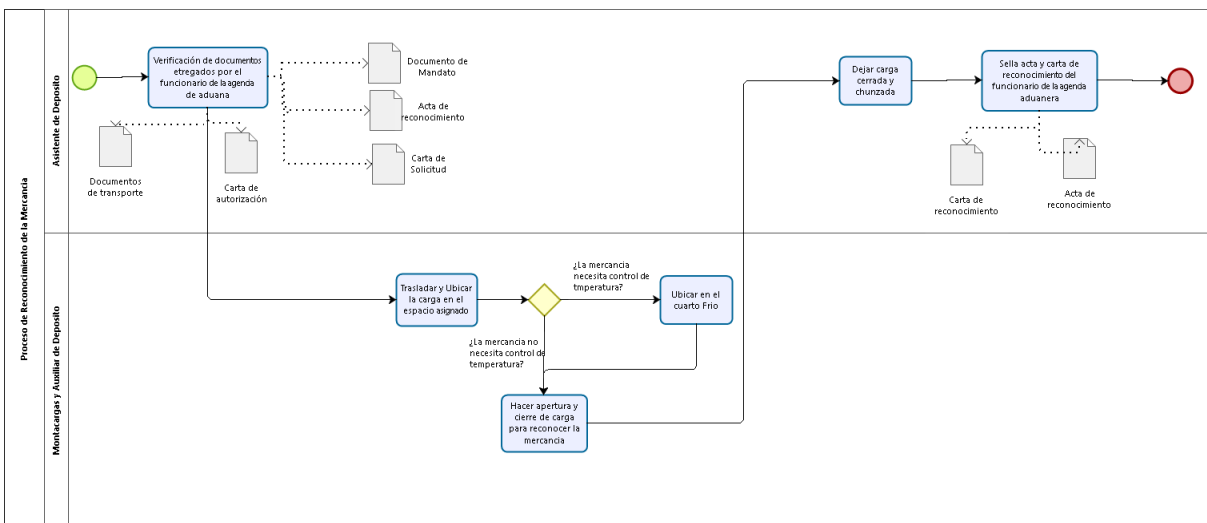 Proceso de Reconocimiento de la Mercancia
Asistente de Deposito
Verificación de documentos
etregados por el
funcionario de la agenda
de aduana
Documento de
Mandato
Acta de
reconocimiento
Carta de
Solicitud
Documentos
de transporte
Carta de
autorización
Dejar carga
cerrada y
chunzada
Sella acta y carta de
reconocimiento del
funcionario de la agenda
aduanera
Carta de
reconocimiento
Acta de
reconocimiento
Montacargas y Auxiliar de Deposito
Trasladar y Ubicar
la carga en el
espacio asignado
¿La mercancia
necesita control de
tmperatura?
Ubicar en el
cuarto Frio
¿La mercancia no
necesita control de
temperatura?
Hacer apertura y
cierre de carga
para reconocer la
mercancia